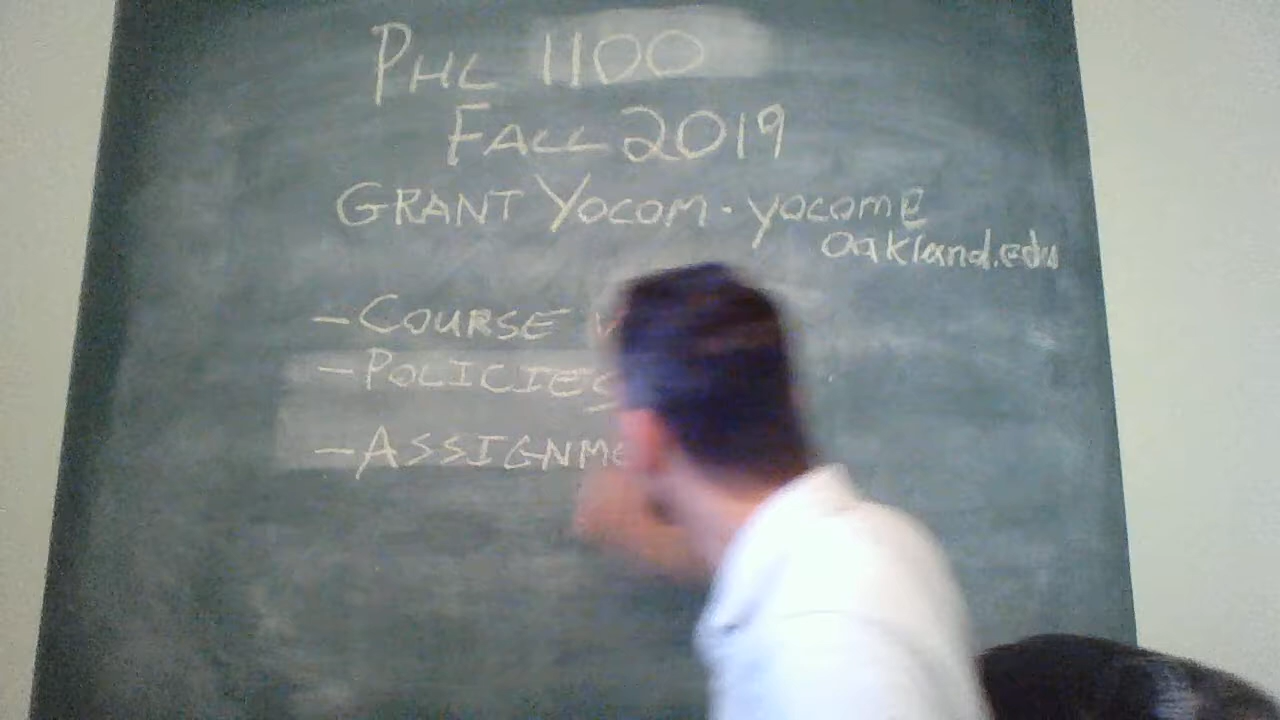 PHL 1100
FALL 2019
GRANT YOCOM - yocom@
oakland.edu
- COURSE
- POLICIES
- ASSIGNME